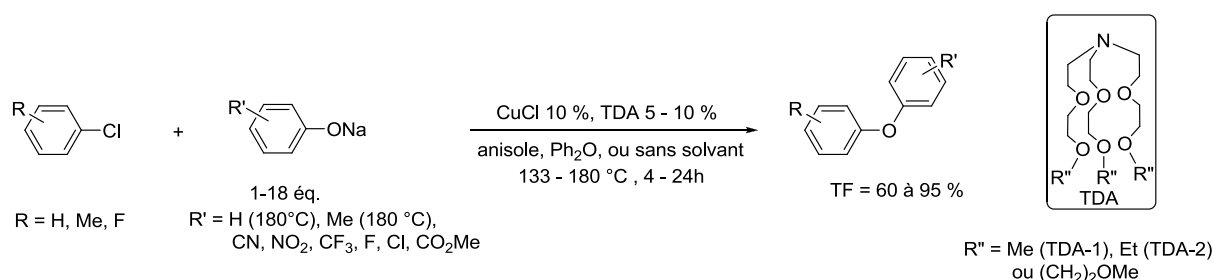 R
Cl
+
R'
ONa
1-18 éq.
R = H, Me, F
R' = H (180°C), Me (180 °C),
CN, NO2, CF3, F, Cl, CO2Me
CuCl 10 %, TDA 5 - 10 %
anisole, Ph2O, ou sans solvant
133 - 180 °C , 4 - 24h
R'
R
O
TF = 60 à 95 %
N
O O O
O O O
R" R" R"
TDA
R" = Me (TDA-1), Et (TDA-2)
ou (CH2)2OMe